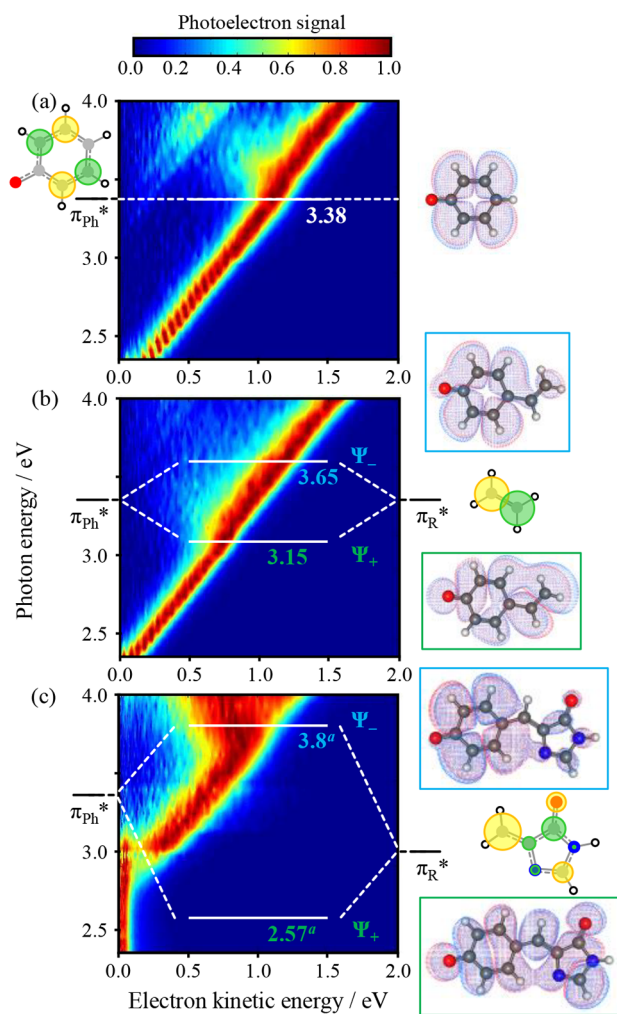 Photoelectron signal
0.0 0.2 0.4 0.6 0.8 1.0
(a)
4.0
π_Ph*
3.38
3.0
2.5
0.0 0.5 1.0 1.5 2.0
(b)
4.0
Ψ₋
3.65
π_Ph*
π_R*
3.0
3.15
Ψ₊
2.5
0.0 0.5 1.0 1.5 2.0
Photon energy / eV
(c)
4.0
Ψ₋
3.8ᵃ
π_Ph*
3.0
π_R*
2.5
2.57ᵃ
Ψ₊
0.0 0.5 1.0 1.5 2.0
Electron kinetic energy / eV